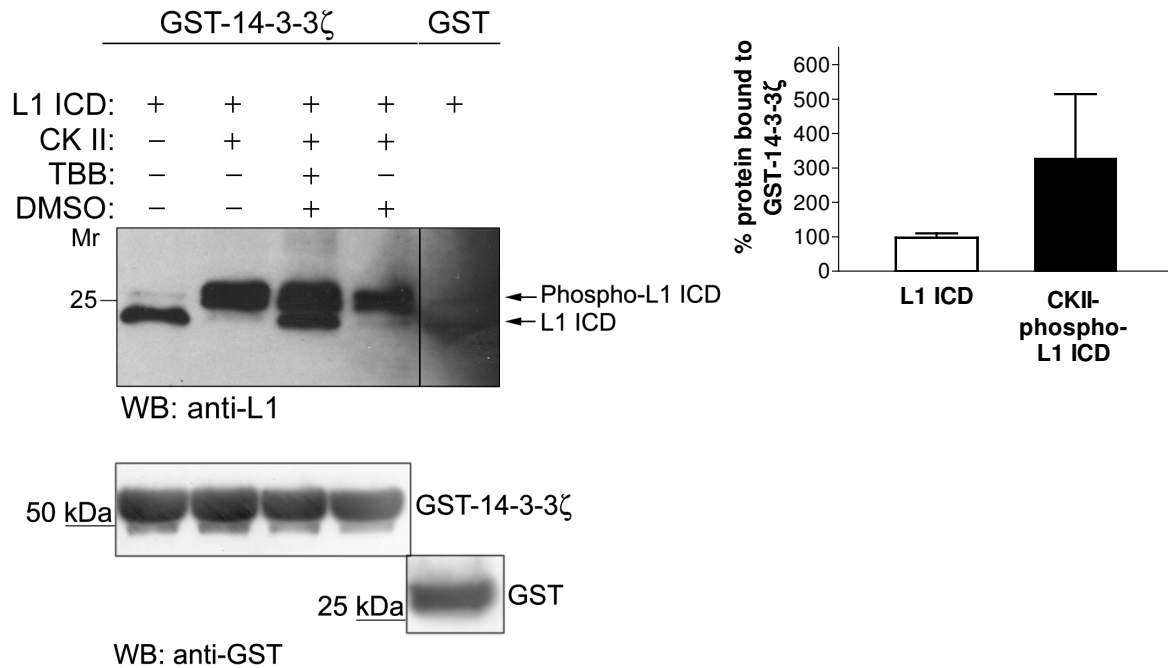 GST-14-3-3ζ GST
L1 ICD: + + + + +
CK II: − + + +
TBB: − − + −
DMSO: − − + +
Mr
25
Phospho-L1 ICD
L1 ICD
WB: anti-L1
50 kDa
GST-14-3-3ζ
25 kDa
GST
WB: anti-GST
% protein bound to
GST-14-3-3ζ
600
500
400
300
200
100
0
L1 ICD
CKII-
phospho-
L1 ICD